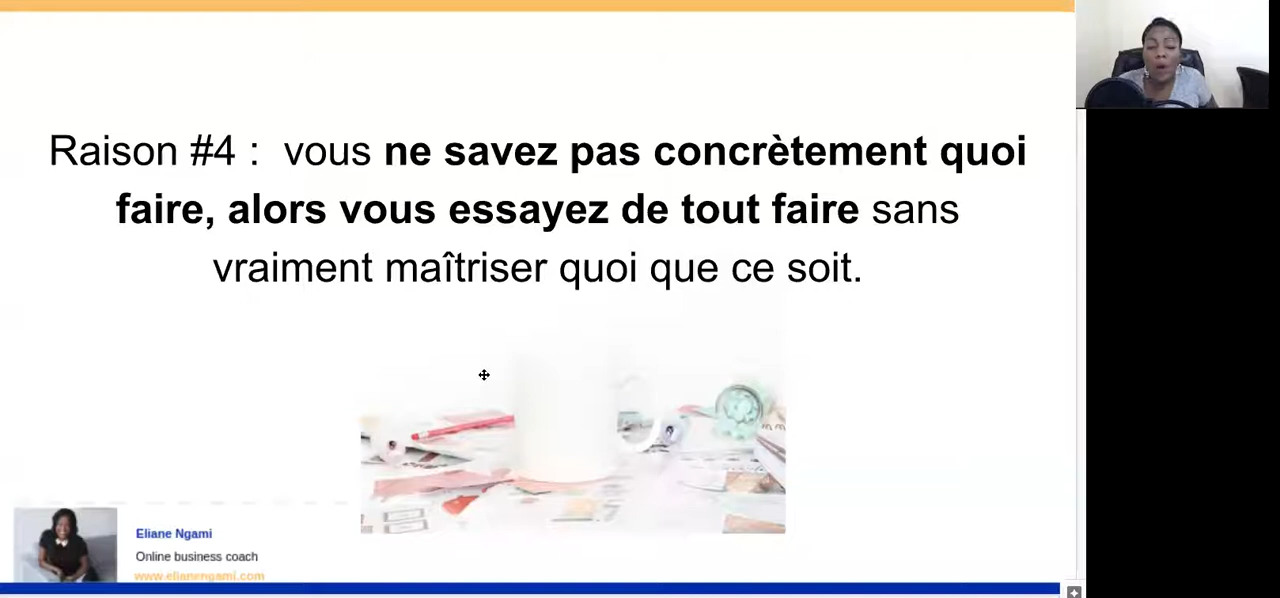 Raison #4 :  vous ne savez pas concrètement quoi
faire, alors vous essayez de tout faire sans
vraiment maîtriser quoi que ce soit.
Eliane Ngami
Online business coach
www.elianengami.com